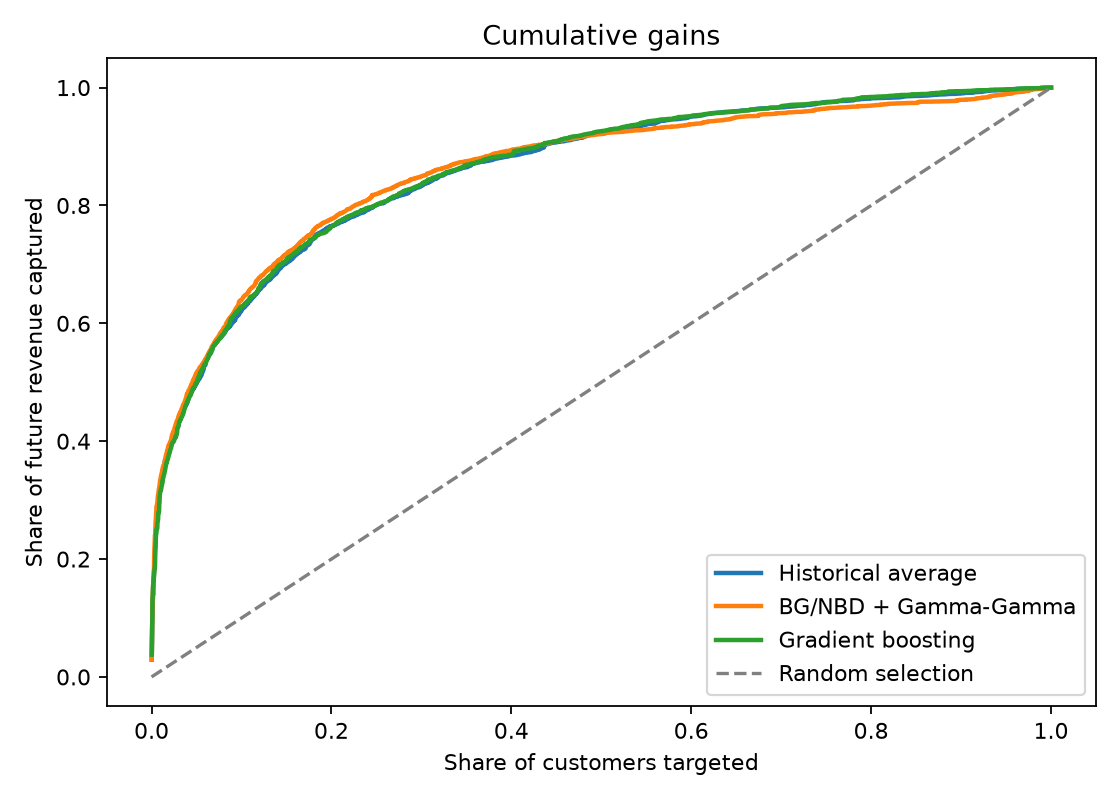 Cumulative gains
Share of future revenue captured
1.0
0.8
0.6
0.4
0.2
0.0
0.0 0.2 0.4 0.6 0.8 1.0
Share of customers targeted
Historical average
BG/NBD + Gamma-Gamma
Gradient boosting
Random selection